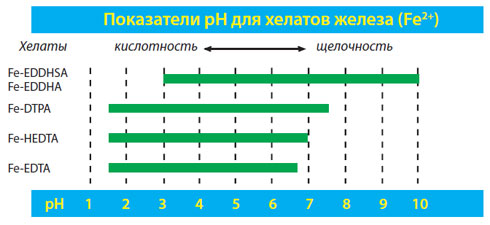 Показатели pH для хелатов железа (Fe²⁺)
Хелаты кислотность щелочность
Fe-EDDHSA
Fe-EDDHA
Fe-DTPA
Fe-HEDTA
Fe-EDTA
pH 1 2 3 4 5 6 7 8 9 10